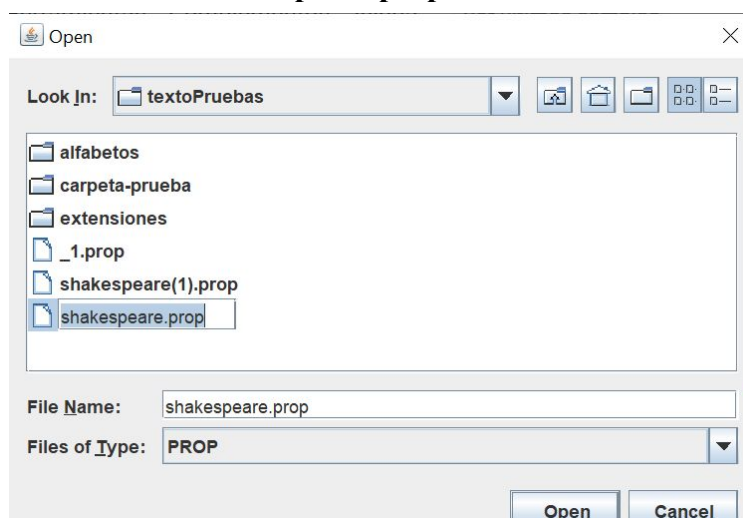 Open
Look In: textoPruebas
alfabetos
carpeta-prueba
extensiones
_1.prop
shakespeare(1).prop
shakespeare.prop
File Name: shakespeare.prop
Files of Type: PROP
Open Cancel